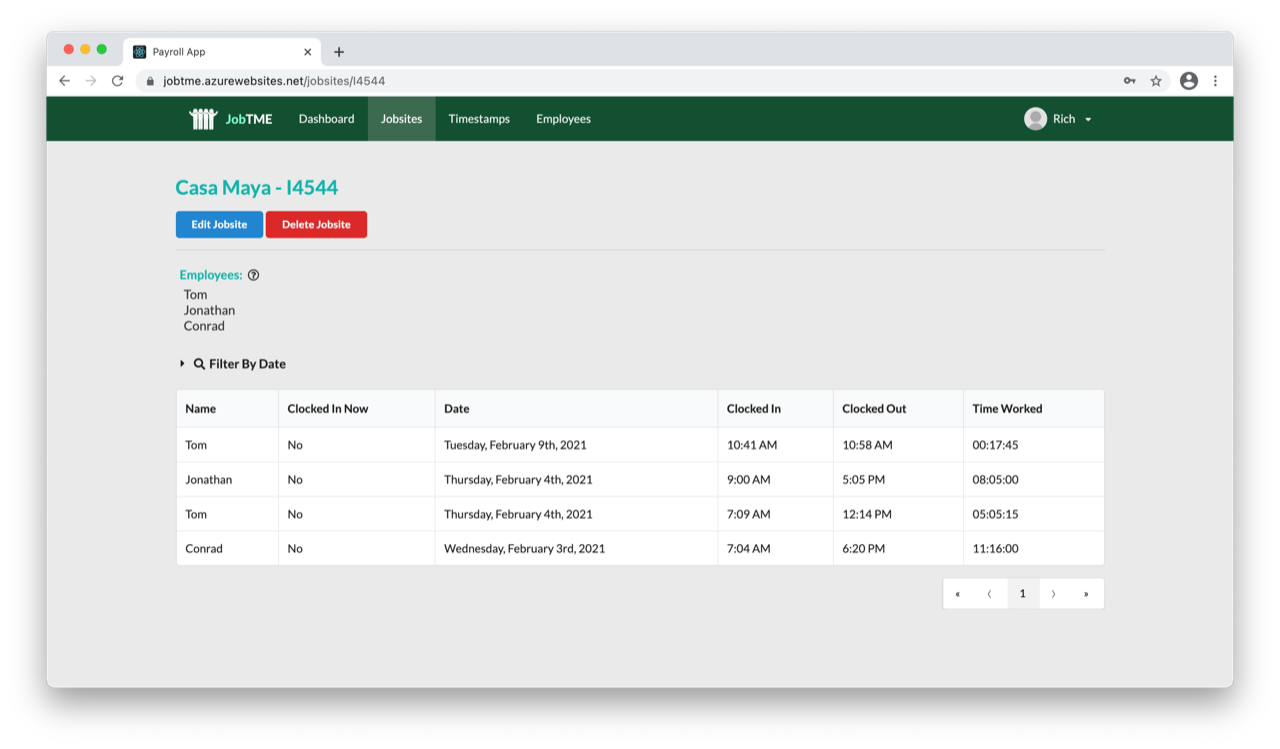 Payroll App
jobtme.azurewebsites.net/jobsites/I4544
JobTME Dashboard Jobsites Timestamps Employees Rich
Casa Maya - I4544
Edit Jobsite Delete Jobsite
Employees:
Tom
Jonathan
Conrad
Filter By Date
Name Clocked In Now Date Clocked In Clocked Out Time Worked
Tom No Tuesday, February 9th, 2021 10:41 AM 10:58 AM 00:17:45
Jonathan No Thursday, February 4th, 2021 9:00 AM 5:05 PM 08:05:00
Tom No Thursday, February 4th, 2021 7:09 AM 12:14 PM 05:05:15
Conrad No Wednesday, February 3rd, 2021 7:04 AM 6:20 PM 11:16:00
« ⟨ 1 ⟩ »